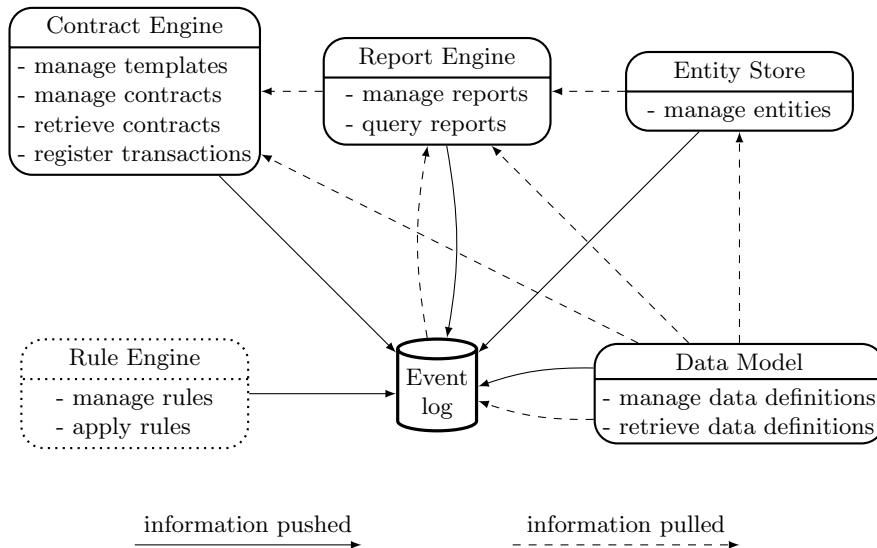 Contract Engine
- manage templates
- manage contracts
- retrieve contracts
- register transactions
Report Engine
- manage reports
- query reports
Entity Store
- manage entities
Rule Engine
- manage rules
- apply rules
Event
log
Data Model
- manage data definitions
- retrieve data definitions
information pushed
information pulled